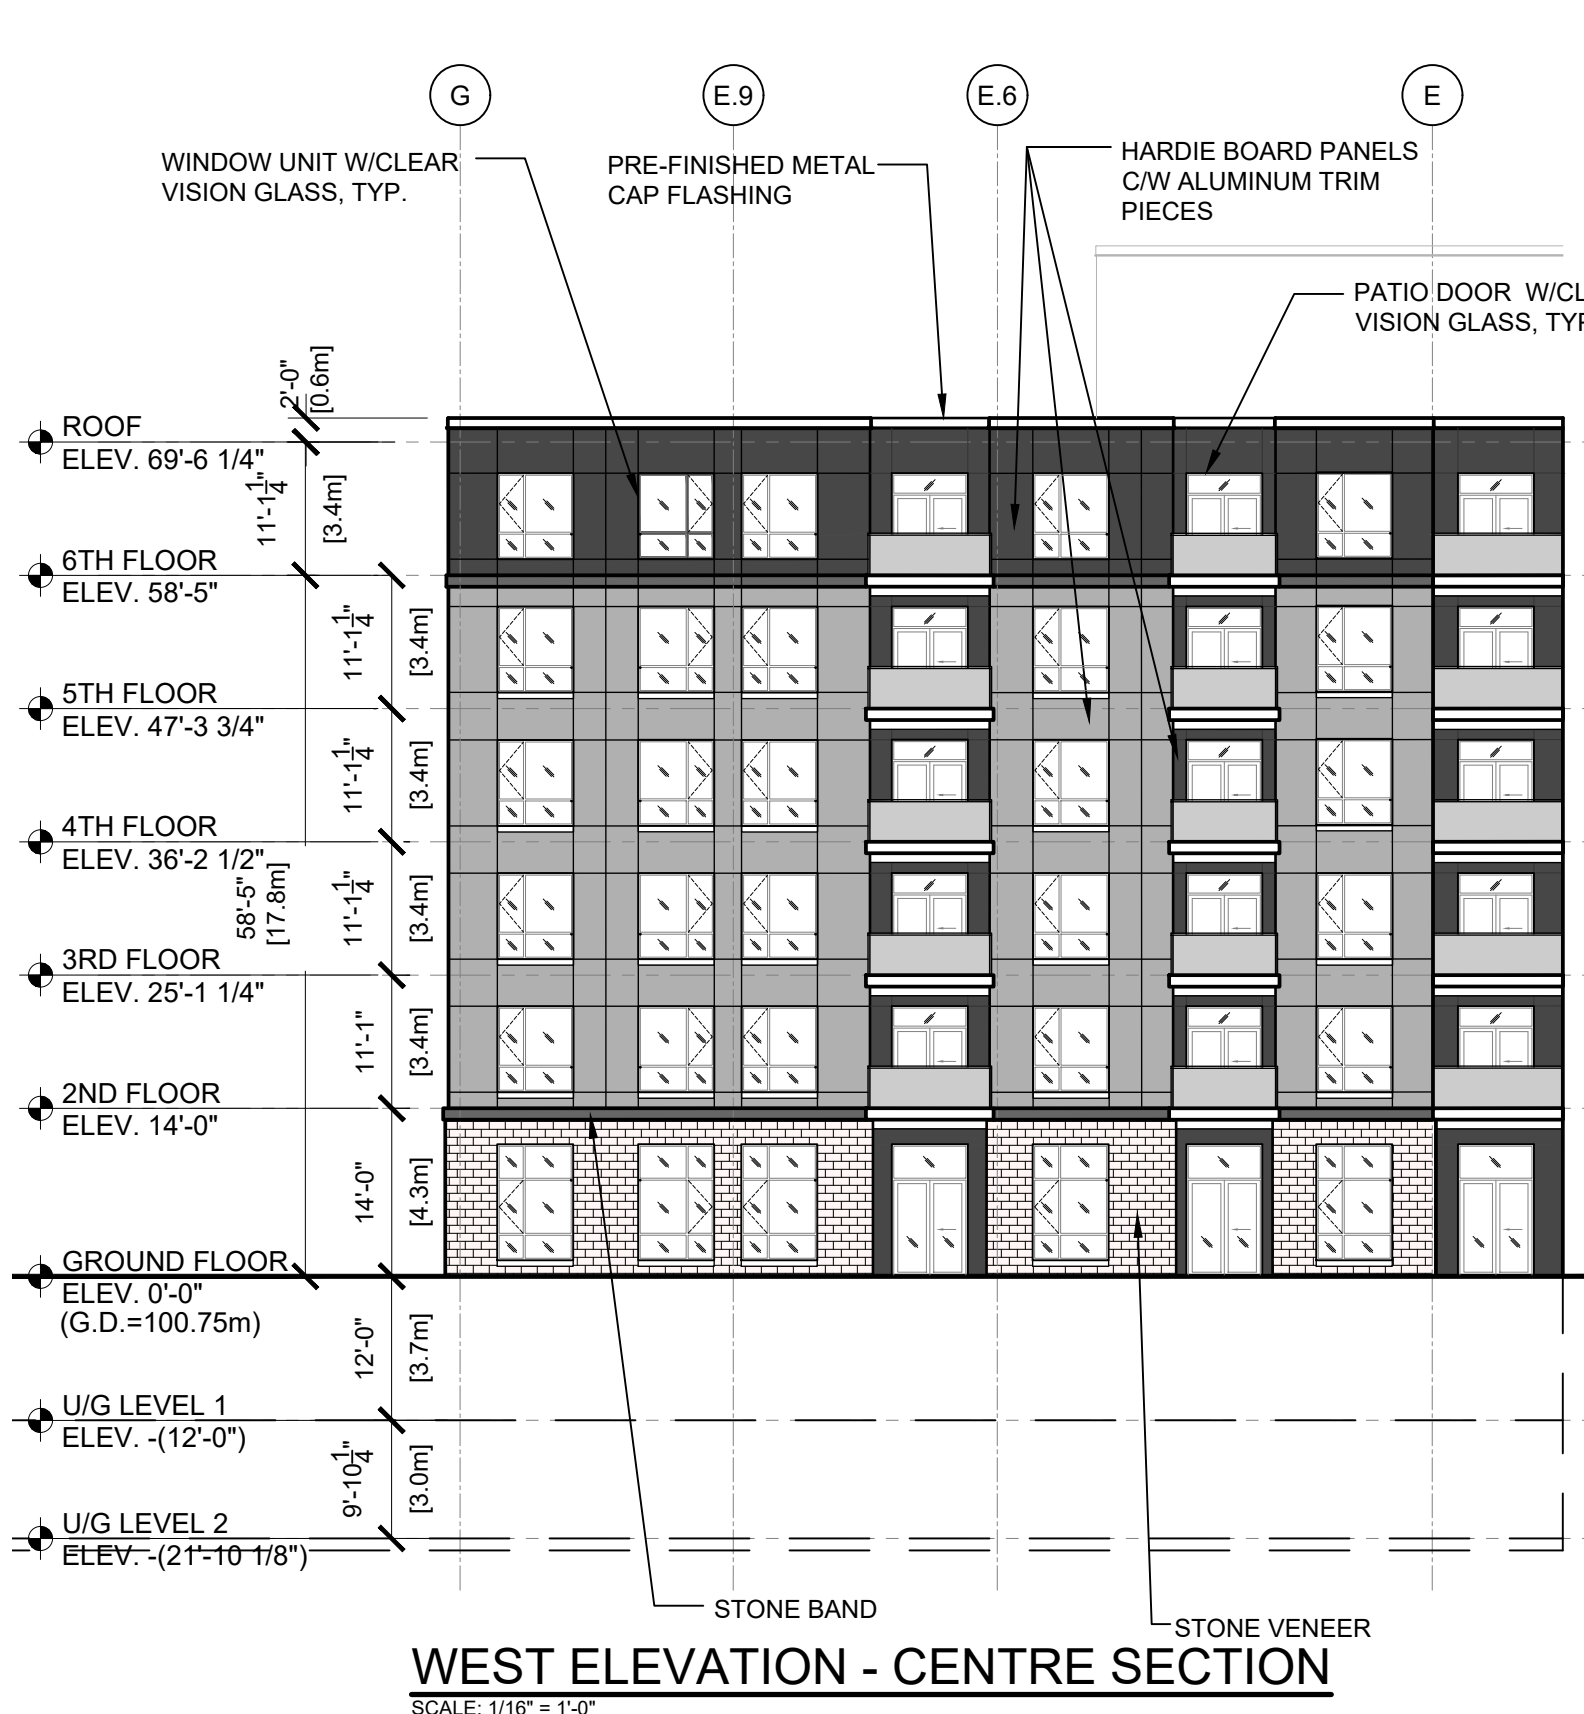 G
E.9
E.6
E
WINDOW UNIT W/CLEAR
VISION GLASS, TYP.
PRE-FINISHED METAL
CAP FLASHING
HARDIE BOARD PANELS
C/W ALUMINUM TRIM
PIECES
PATIO DOOR W/CL
VISION GLASS, TYP
2'-0"
[0.6m]
ROOF
ELEV. 69'-6 1/4"
11'-1 1/4"
[3.4m]
6TH FLOOR
ELEV. 58'-5"
11'-1 1/4"
[3.4m]
5TH FLOOR
ELEV. 47'-3 3/4"
11'-1 1/4"
[3.4m]
4TH FLOOR
ELEV. 36'-2 1/2"
58'-5"
[17.8m]
11'-1 1/4"
[3.4m]
3RD FLOOR
ELEV. 25'-1 1/4"
11'-1"
[3.4m]
2ND FLOOR
ELEV. 14'-0"
14'-0"
[4.3m]
GROUND FLOOR
ELEV. 0'-0"
(G.D.=100.75m)
12'-0"
[3.7m]
U/G LEVEL 1
ELEV. -(12'-0")
9'-10 1/4"
[3.0m]
U/G LEVEL 2
ELEV. -(21'-10 1/8")
STONE BAND
STONE VENEER
WEST ELEVATION - CENTRE SECTION
SCALE: 1/16" = 1'-0"